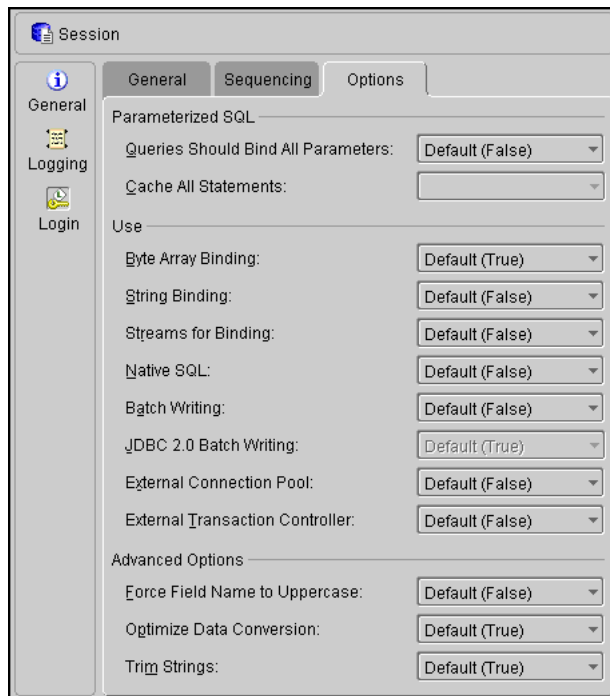 Session
General
Logging
Login
General Sequencing Options
Parameterized SQL
Queries Should Bind All Parameters: Default (False)
Cache All Statements:
Use
Byte Array Binding: Default (True)
String Binding: Default (False)
Streams for Binding: Default (False)
Native SQL: Default (False)
Batch Writing: Default (False)
JDBC 2.0 Batch Writing: Default (True)
External Connection Pool: Default (False)
External Transaction Controller: Default (False)
Advanced Options
Force Field Name to Uppercase: Default (False)
Optimize Data Conversion: Default (True)
Trim Strings: Default (True)